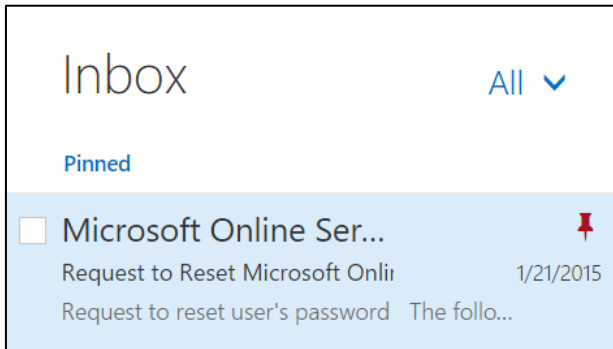 Inbox
All
Pinned
Microsoft Online Ser...
Request to Reset Microsoft Onlin 1/21/2015
Request to reset user's password The follo...